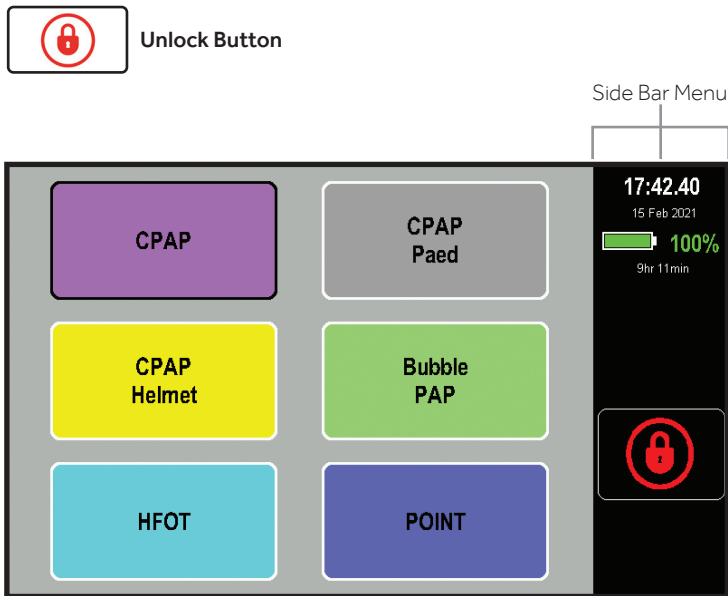 Unlock Button
Side Bar Menu
17:42.40
15 Feb 2021
100%
9hr 11min
CPAP
CPAP
Paed
CPAP
Helmet
Bubble
PAP
HFOT
POINT